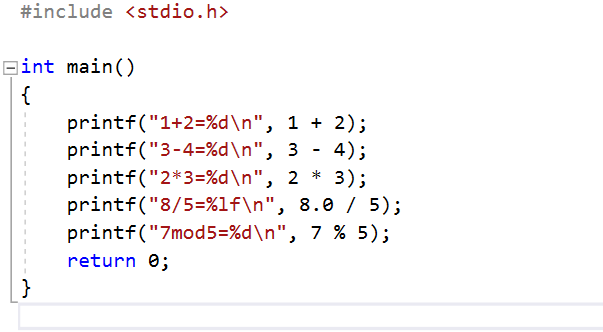 #include <stdio.h>
int main()
{
printf("1+2=%d\n", 1 + 2);
printf("3-4=%d\n", 3 - 4);
printf("2*3=%d\n", 2 * 3);
printf("8/5=%lf\n", 8.0 / 5);
printf("7mod5=%d\n", 7 % 5);
return 0;
}